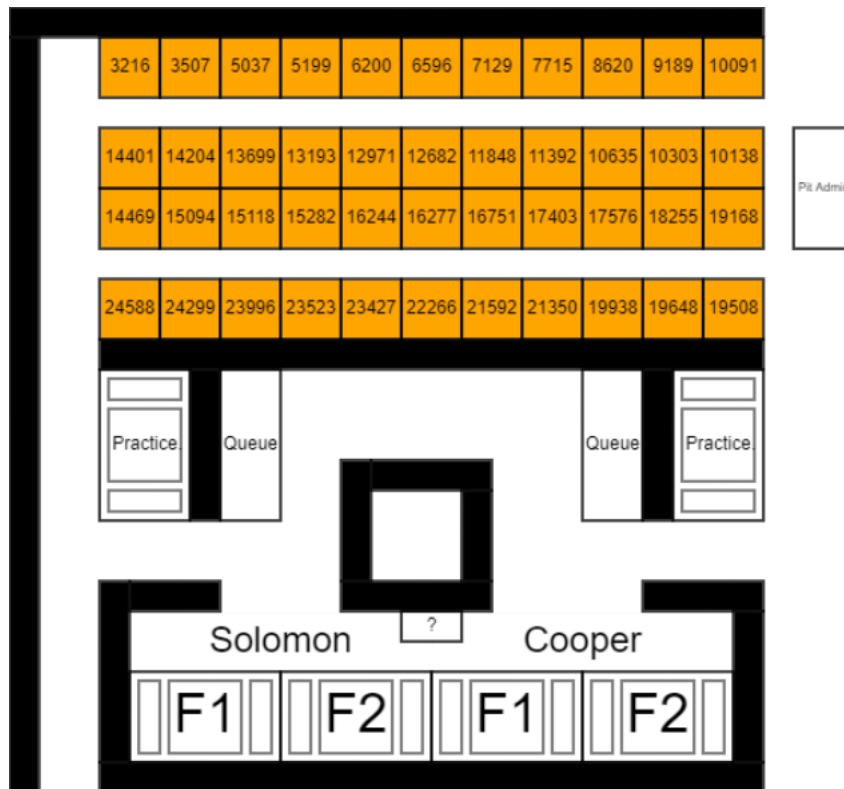 3216 3507 5037 5199 6200 6596 7129 7715 8620 9189 10091
14401 14204 13699 13193 12971 12682 11848 11392 10635 10303 10138
Pit Admi
14469 15094 15118 15282 16244 16277 16751 17403 17576 18255 19168
24588 24299 23996 23523 23427 22266 21592 21350 19938 19648 19508
Practice. Queue Queue Practice.
?
Solomon Cooper
F1 F2 F1 F2